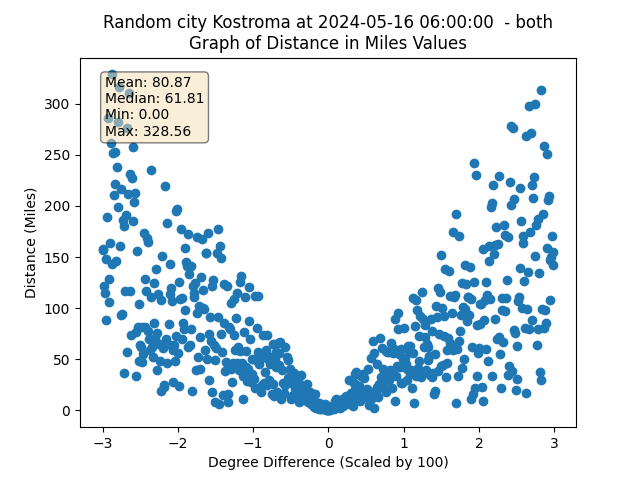 Random city Kostroma at 2024-05-16 06:00:00  - both
Graph of Distance in Miles Values
Mean: 80.87
Median: 61.81
Min: 0.00
Max: 328.56
300
250
200
150
100
50
0
Distance (Miles)
−3 −2 −1 0 1 2 3
Degree Difference (Scaled by 100)